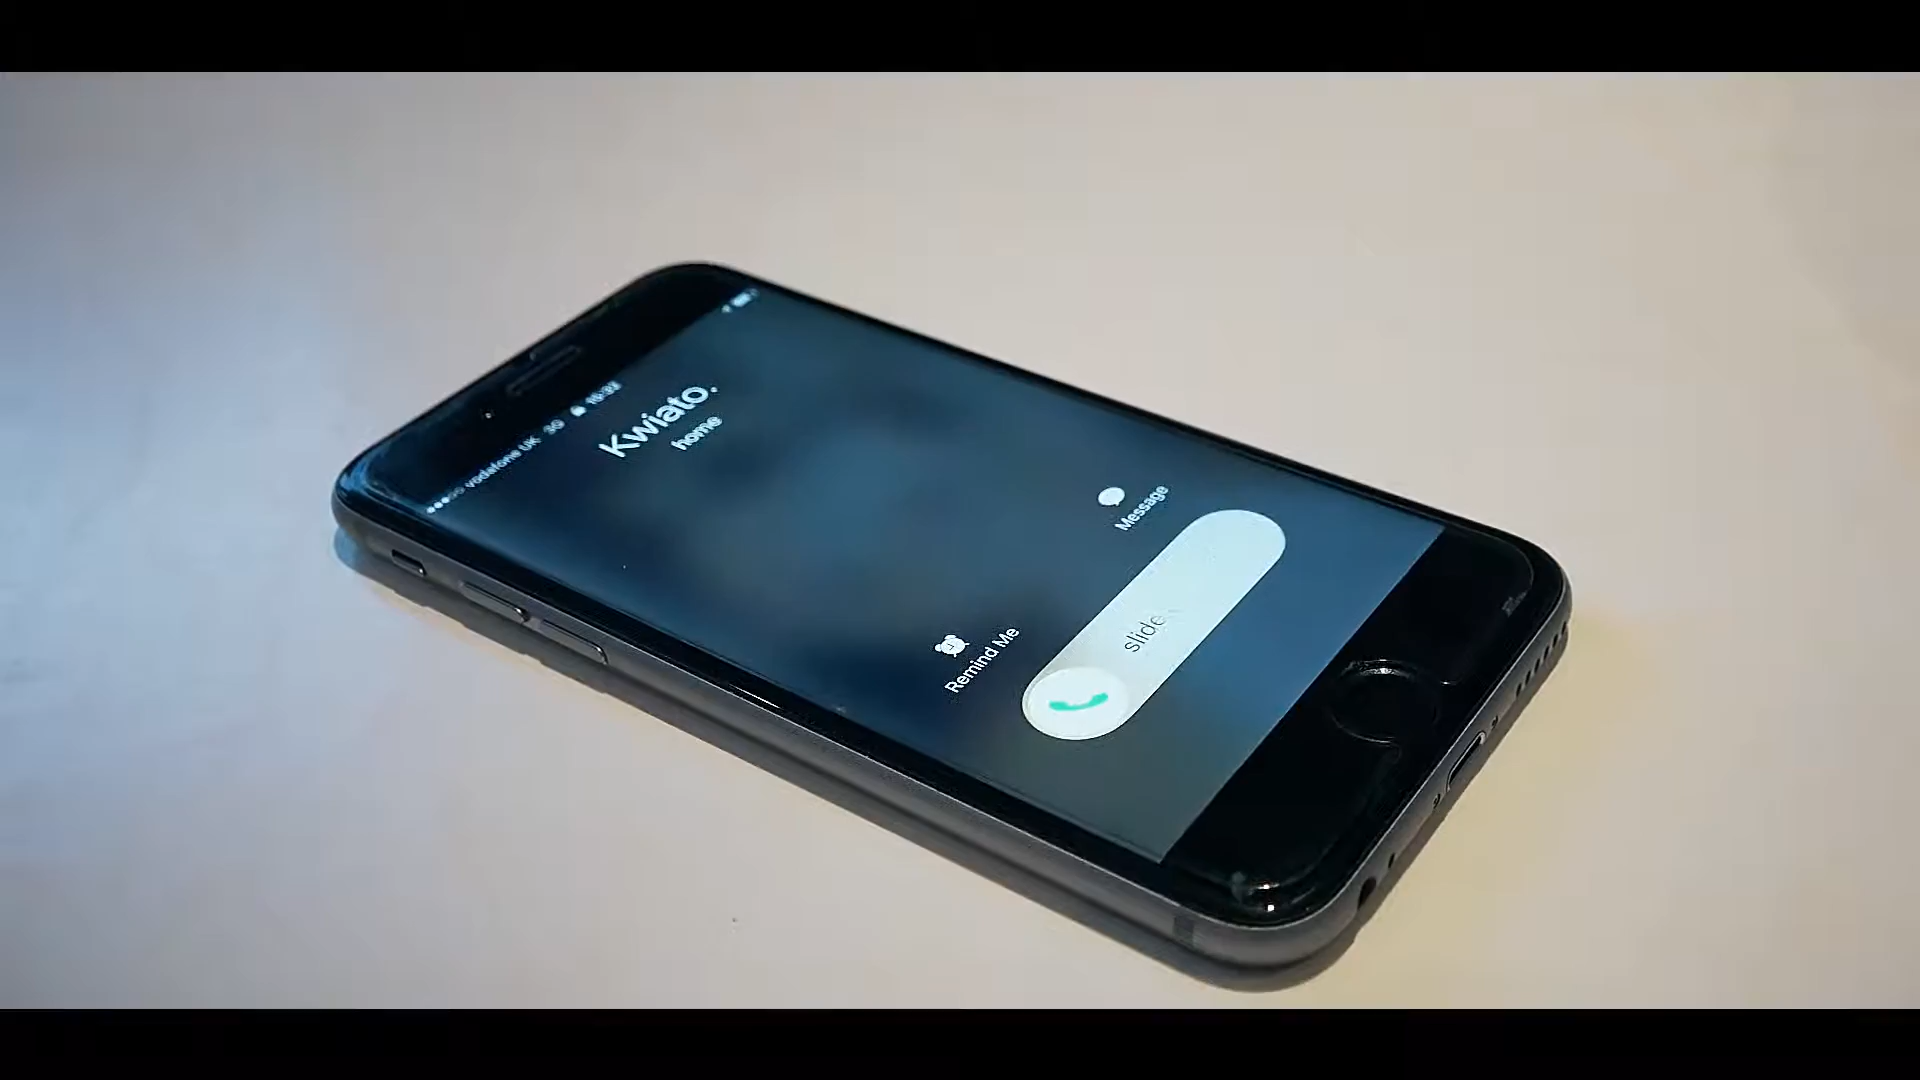 ●●●○○ vodafone UK 3G
Kwiato.
home
Remind Me
Message
slide